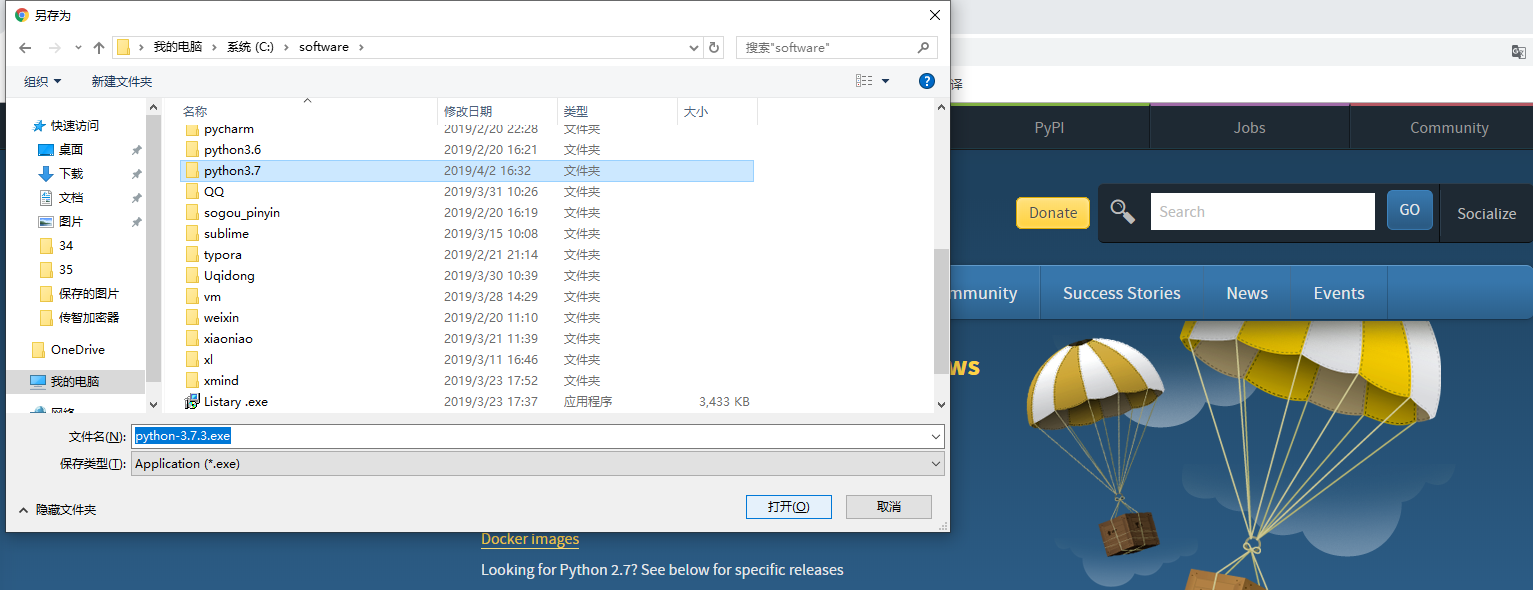 另存为
我的电脑 系统 (C:) software
搜索"software"
组织 新建文件夹
译
快速访问
桌面
下载
文档
图片
34
35
保存的图片
传智加密器
OneDrive
我的电脑
网络
名称 修改日期 类型 大小
pycharm 2019/2/20 22:28 文件夹
python3.6 2019/2/20 16:21 文件夹
python3.7 2019/4/2 16:32 文件夹
QQ 2019/3/31 10:26 文件夹
sogou_pinyin 2019/2/20 16:19 文件夹
sublime 2019/3/15 10:08 文件夹
typora 2019/2/21 21:14 文件夹
Uqidong 2019/3/30 10:39 文件夹
vm 2019/3/28 14:29 文件夹
weixin 2019/2/20 11:10 文件夹
xiaoniao 2019/3/21 11:39 文件夹
xl 2019/3/11 16:46 文件夹
xmind 2019/3/23 17:52 文件夹
Listary .exe 2019/3/23 17:37 应用程序 3,433 KB
文件名(N): python-3.7.3.exe
保存类型(T): Application (*.exe)
隐藏文件夹 打开(O) 取消
PyPI Jobs Community
Donate Search GO Socialize
mmunity Success Stories News Events
ws
Docker images
Looking for Python 2.7? See below for specific releases